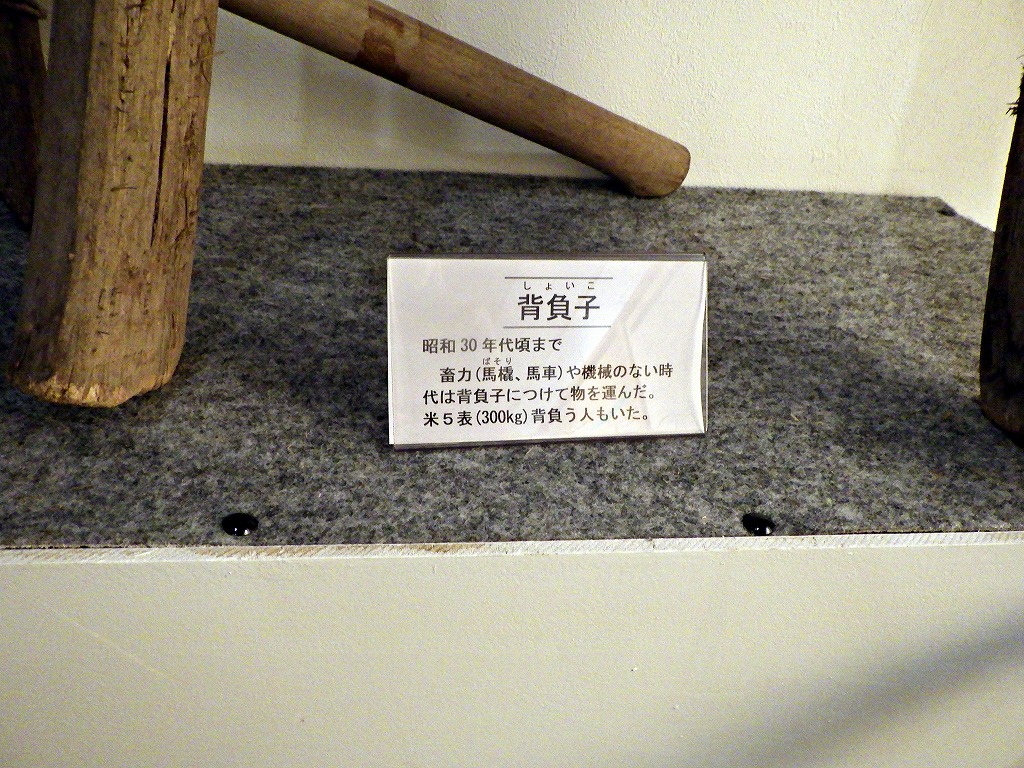 しょいこ
背負子
昭和30年代頃まで
ばそり
畜力(馬橇、馬車)や機械のない時
代は背負子につけて物を運んだ。
米5表(300kg)背負う人もいた。